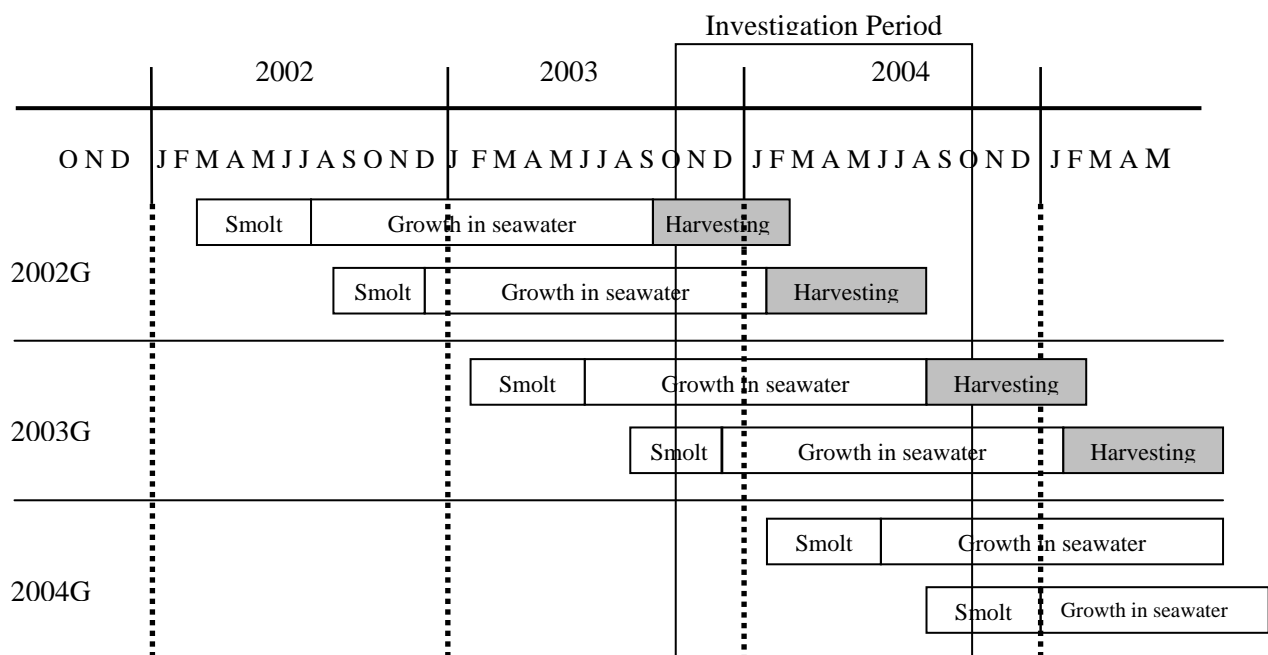 Investigation Period
2002 2003 2004
O N D J F M A M J J A S O N D J F M A M J J A S O N D J F M A M J J A S O N D J F M A M
Smolt Growth in seawater Harvesting
2002G
Smolt Growth in seawater Harvesting
Smolt Growth in seawater Harvesting
2003G
Smolt Growth in seawater Harvesting
Smolt Growth in seawater
2004G
Smolt Growth in seawater